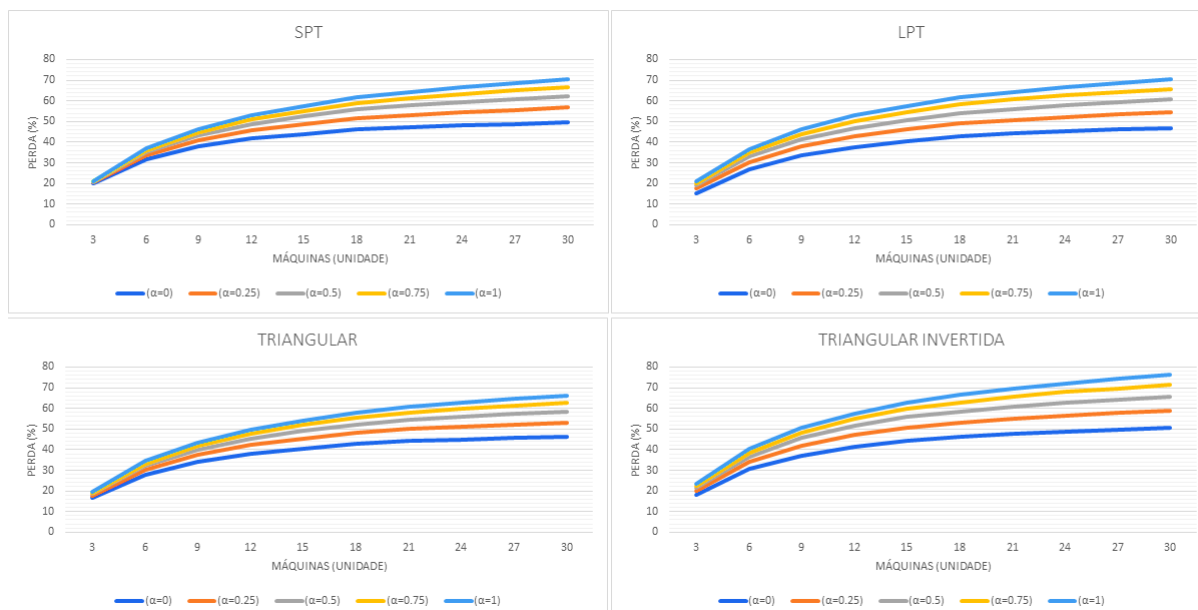 SPT
80
70
60
50
40
30
20
10
0
PERDA (%)
3 6 9 12 15 18 21 24 27 30
MÁQUINAS (UNIDADE)
(α=0) (α=0.25) (α=0.5) (α=0.75) (α=1)
LPT
80
70
60
50
40
30
20
10
0
PERDA (%)
3 6 9 12 15 18 21 24 27 30
MÁQUINAS (UNIDADE)
(α=0) (α=0.25) (α=0.5) (α=0.75) (α=1)
TRIANGULAR
80
70
60
50
40
30
20
10
0
PERDA (%)
3 6 9 12 15 18 21 24 27 30
MÁQUINAS (UNIDADE)
(α=0) (α=0.25) (α=0.5) (α=0.75) (α=1)
TRIANGULAR INVERTIDA
80
70
60
50
40
30
20
10
0
PERDA (%)
3 6 9 12 15 18 21 24 27 30
MÁQUINAS (UNIDADE)
(α=0) (α=0.25) (α=0.5) (α=0.75) (α=1)